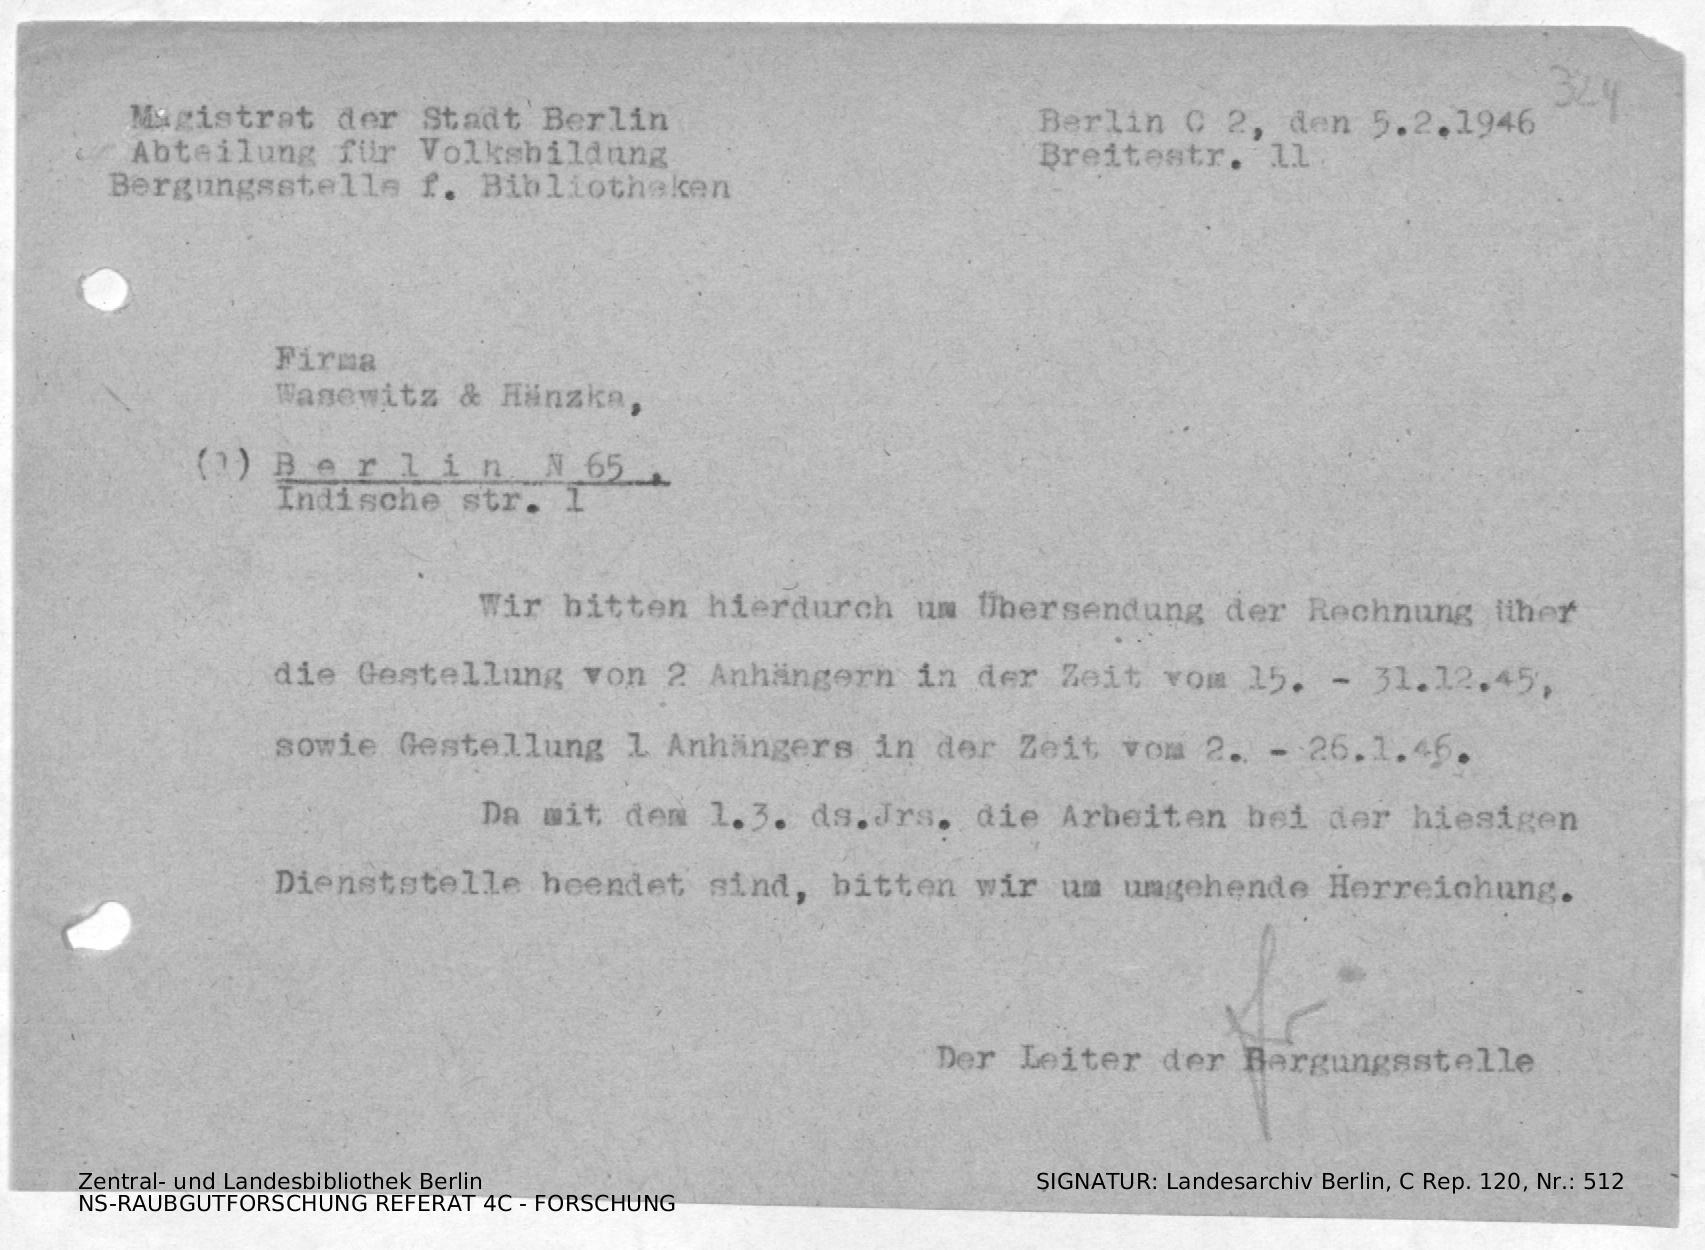 324
Magistrat der Stadt Berlin
Abteilung für Volksbildung
Bergungsstelle f. Bibliotheken
Berlin C 2, den 5.2.1946
Breitestr. 11
Firma
Wasewitz & Hänzka,
(1) B e r l i n  N 65 ,
Indische str. 1
Wir bitten hierdurch um Übersendung der Rechnung über
die Gestellung von 2 Anhängern in der Zeit vom 15. - 31.12.45,
sowie Gestellung 1 Anhängers in der Zeit vom 2. - 26.1.46.
Da mit dem 1.3. ds.Jrs. die Arbeiten bei der hiesigen
Dienststelle beendet sind, bitten wir um umgehende Herreichung.
Der Leiter der Bergungsstelle
Zentral- und Landesbibliothek Berlin
NS-RAUBGUTFORSCHUNG REFERAT 4C - FORSCHUNG
SIGNATUR: Landesarchiv Berlin, C Rep. 120, Nr.: 512